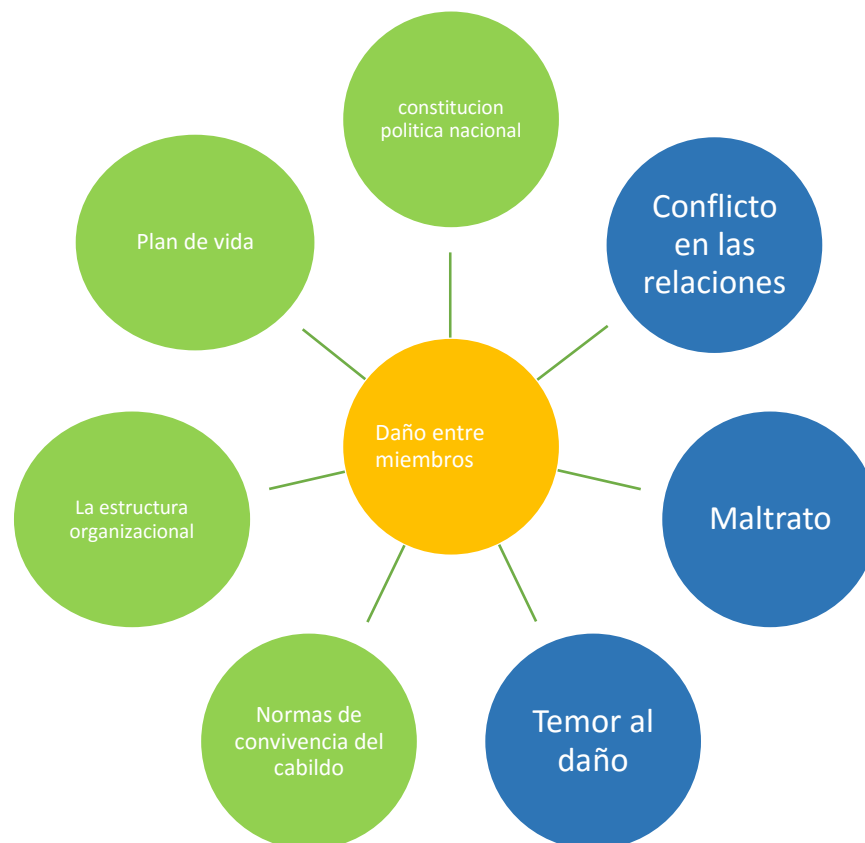 constitucion
politica nacional
Conflicto
en las
relaciones
Plan de vida
Daño entre
miembros
La estructura
organizacional
Maltrato
Normas de
convivencia del
cabildo
Temor al
daño